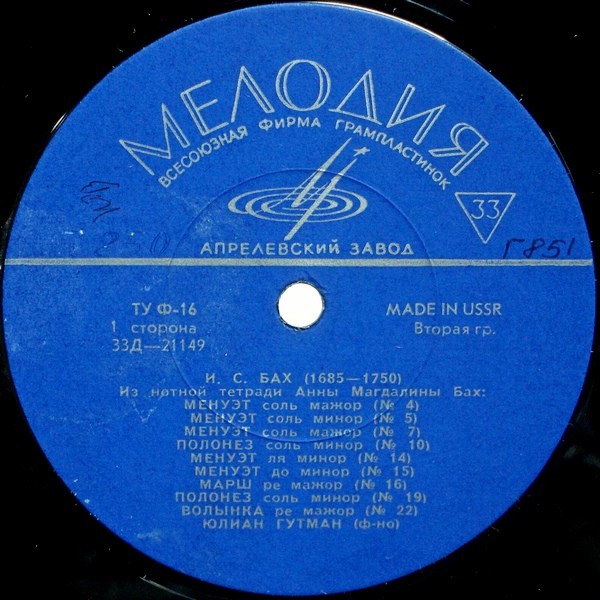 МЕЛОДИЯ
ВСЕСОЮЗНАЯ ФИРМА ГРАМПЛАСТИНОК
33
АПРЕЛЕВСКИЙ ЗАВОД
Г851
ТУ Ф-16
MADE IN USSR
1 сторона
Вторая гр.
33Д—21149
И. С. БАХ (1685—1750)
Из нотной тетради Анны Магдалины Бах:
МЕНУЭТ соль мажор (№ 4)
МЕНУЭТ соль минор (№ 5)
МЕНУЭТ соль мажор (№ 7)
ПОЛОНЕЗ соль минор (№ 10)
МЕНУЭТ ля минор (№ 14)
МЕНУЭТ до минор (№ 15)
МАРШ ре мажор (№ 16)
ПОЛОНЕЗ соль минор (№ 19)
ВОЛЫНКА ре мажор (№ 22)
ЮЛИАН ГУТМАН (ф-но)